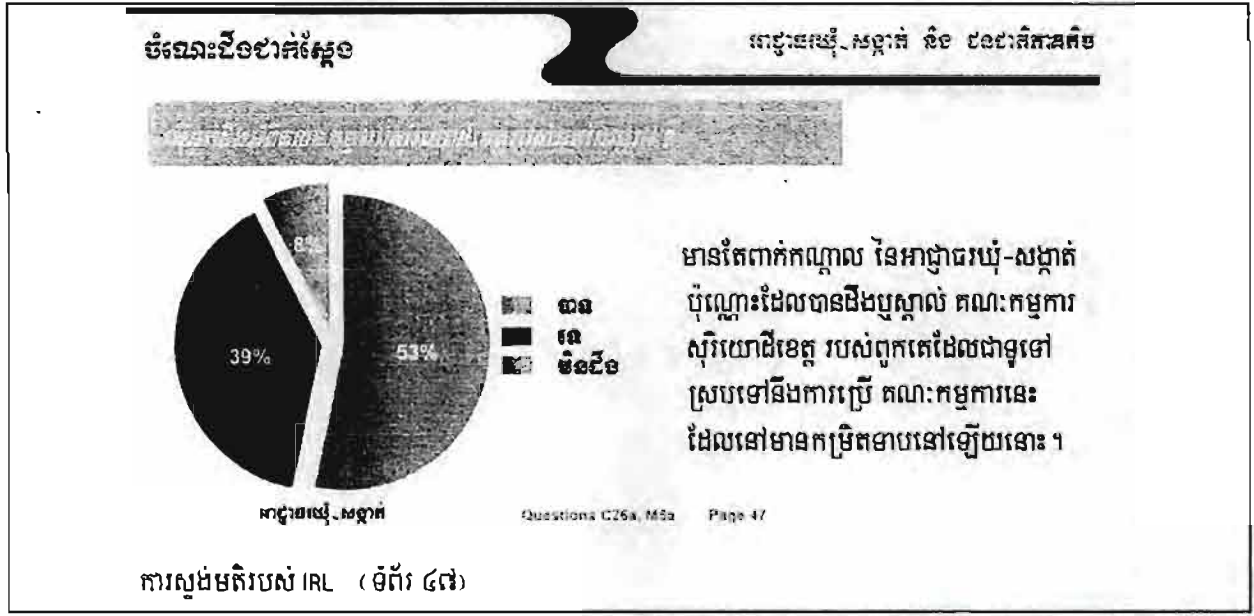 ចំណេះដឹងជាក់ស្ដែង
អាជ្ញាធរឃុំ-សង្កាត់ និង ជនជាតិភាគតិច
8%
39%
53%
បាន
ទេ
មិនដឹង
មានតែពាក់កណ្ដាល នៃអាជ្ញាធរឃុំ-សង្កាត់
ប៉ុណ្ណោះដែលបានដឹងឮស្គាល់ គណៈកម្មការ
សុរិយោដីខេត្ត របស់ពួកគេដែលជាទូទៅ
ស្របទៅនឹងការប្រើ គណៈកម្មការនេះ
ដែលនៅមានកម្រិតទាបនៅឡើយនោះ ។
អាជ្ញាធរឃុំ-សង្កាត់
Questions C26a, M5a Page 47
ការស្ទង់មតិរបស់ IRL (ទំព័រ ៤៧)